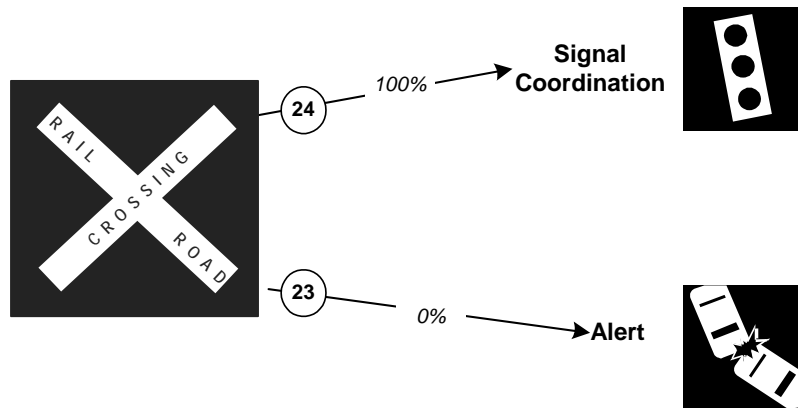 Signal
Coordination
100%
24
RAIL
CROSSING
ROAD
23
0%
Alert